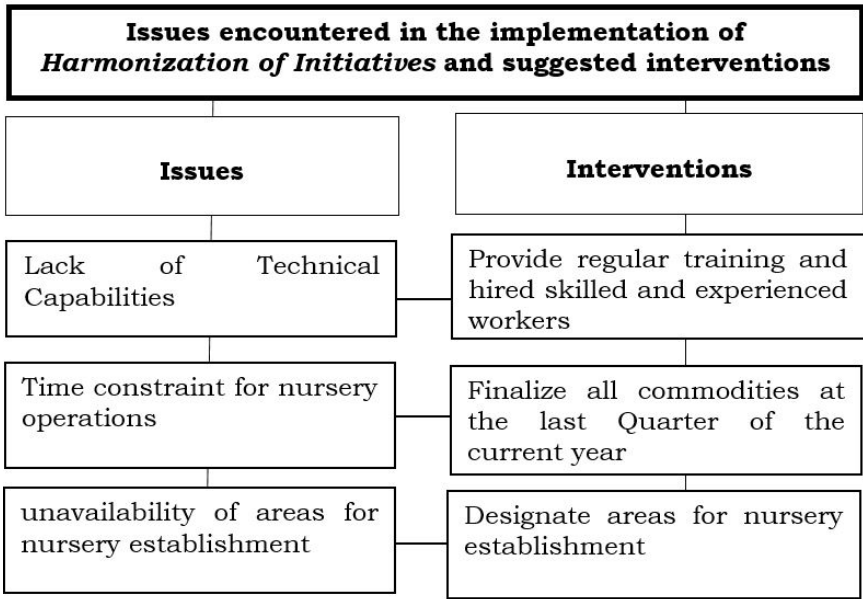 Issues encountered in the implementation of
Harmonization of Initiatives and suggested interventions
Issues
Interventions
Lack of Technical
Capabilities
Provide regular training and
hired skilled and experienced
workers
Time constraint for nursery
operations
Finalize all commodities at
the last Quarter of the
current year
unavailability of areas for
nursery establishment
Designate areas for nursery
establishment